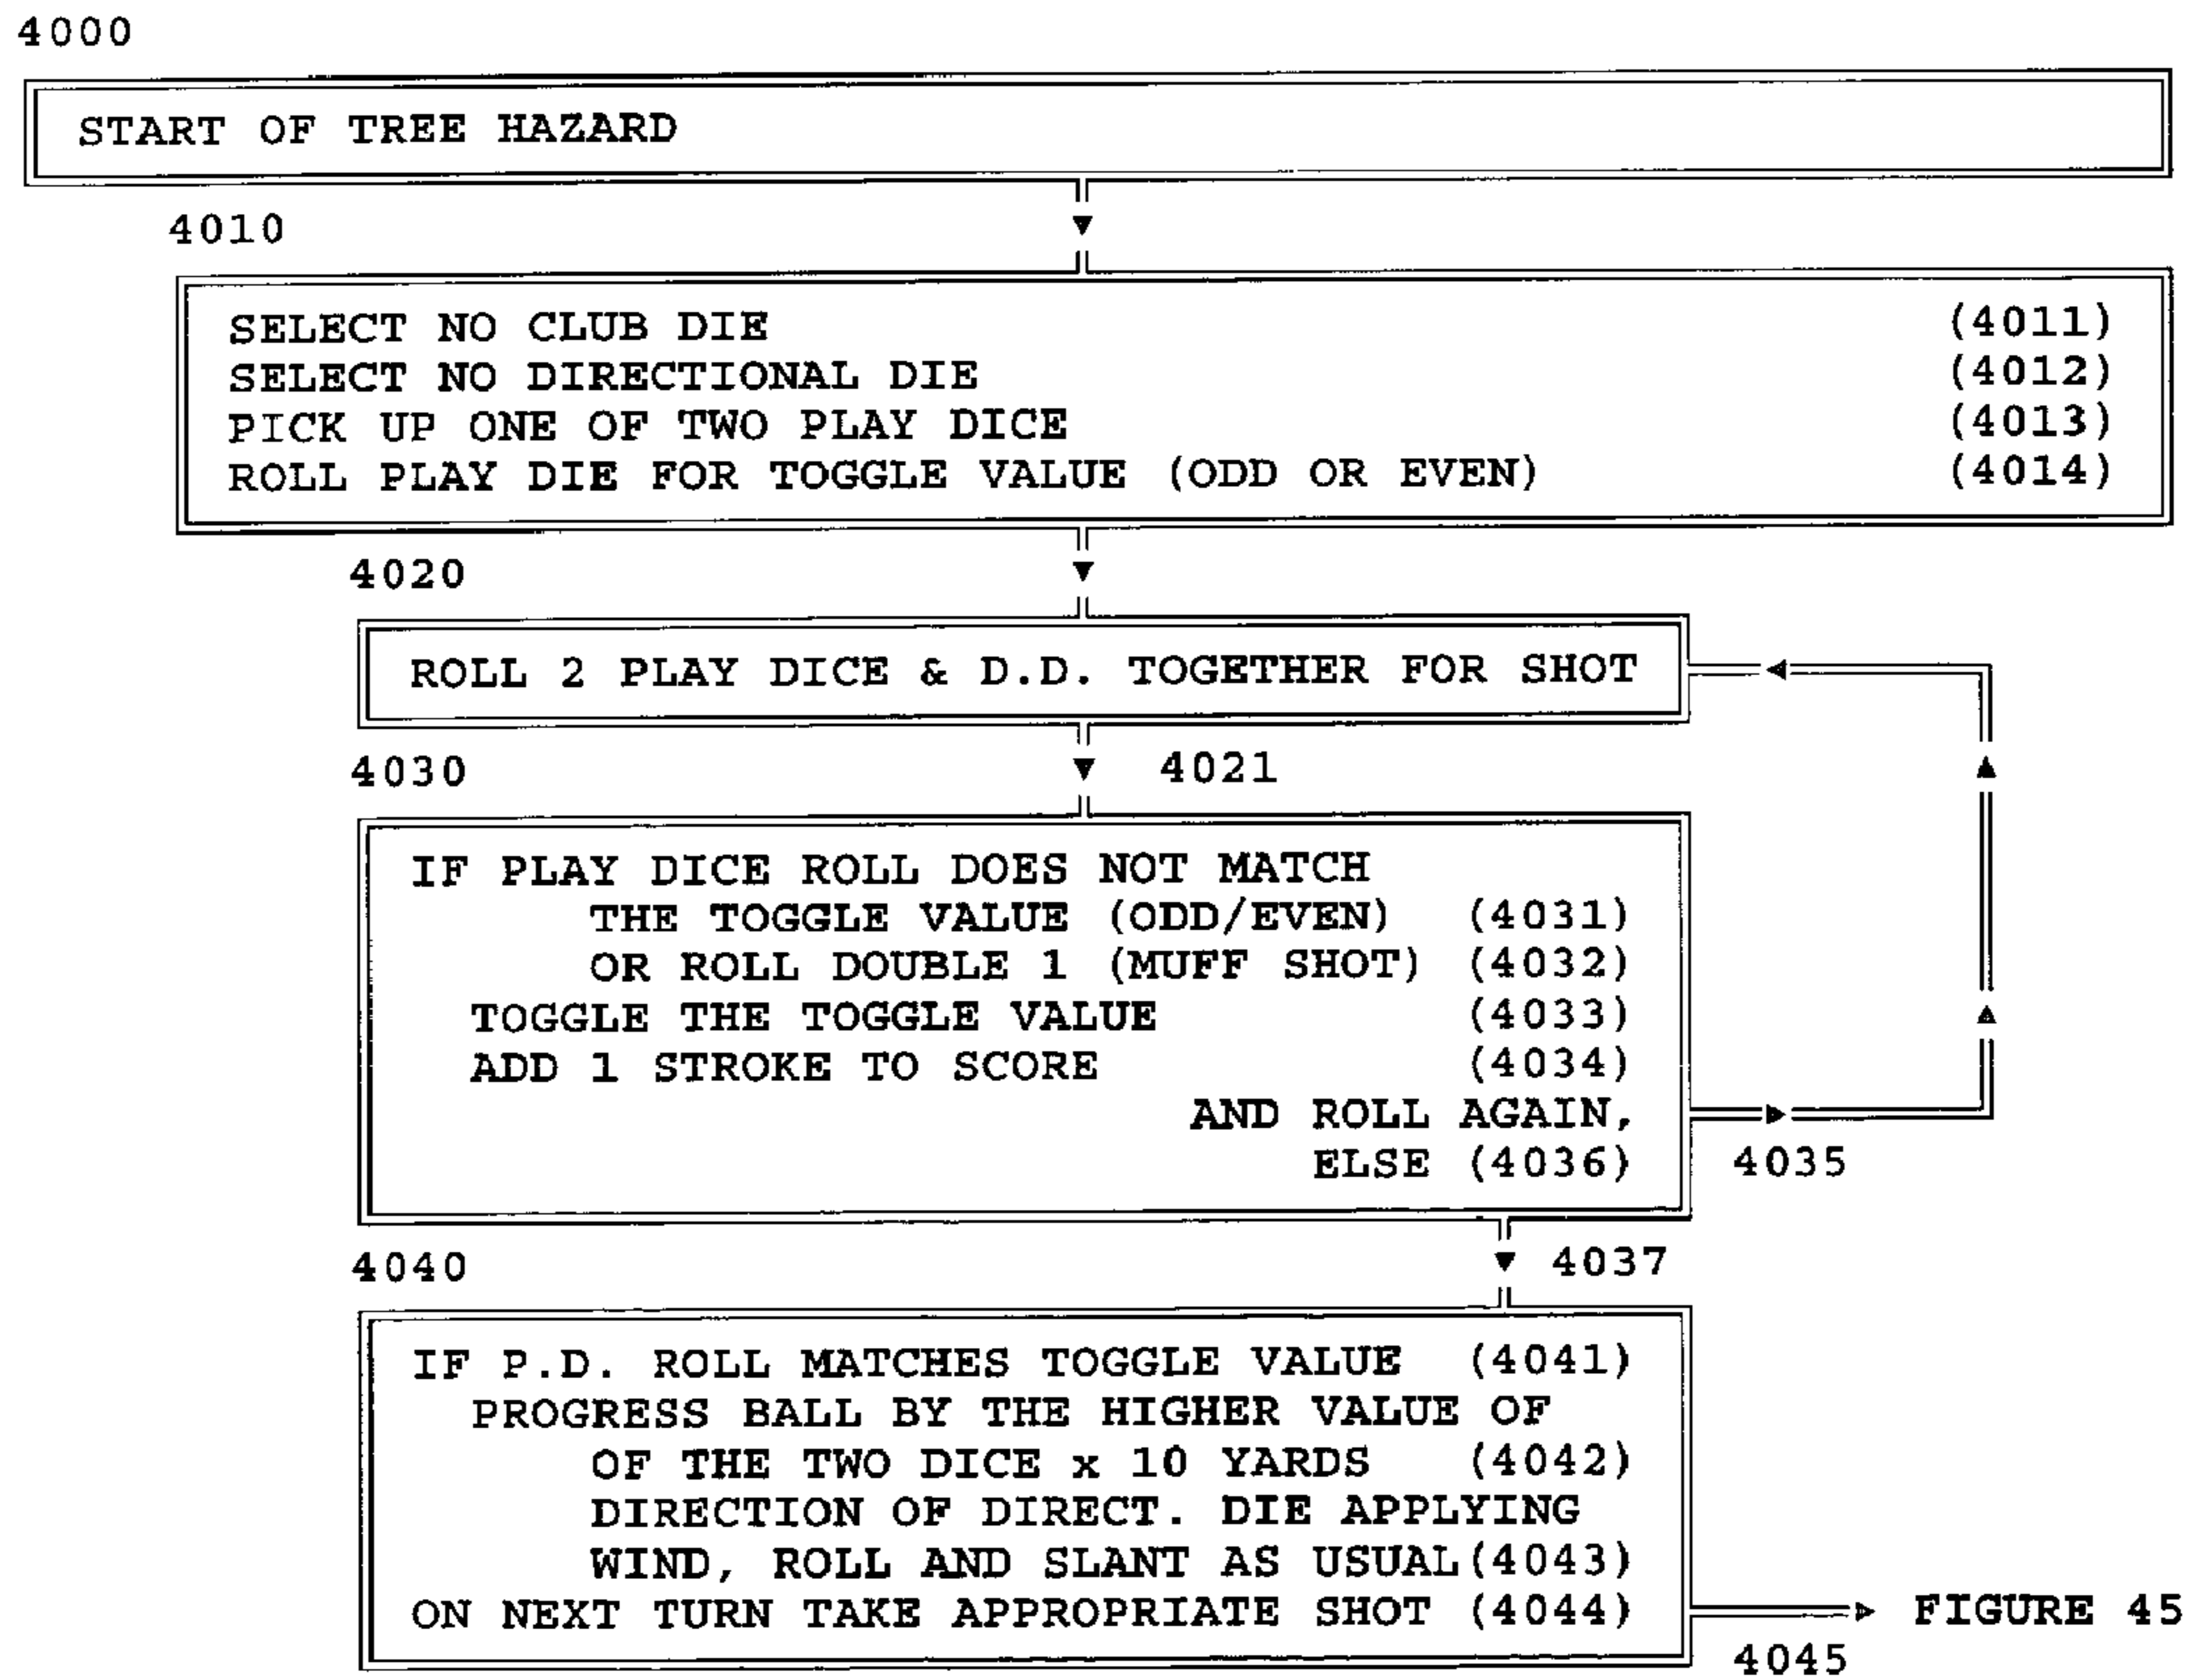 4000
START OF TREE HAZARD
4010
SELECT NO CLUB DIE (4011)
SELECT NO DIRECTIONAL DIE (4012)
PICK UP ONE OF TWO PLAY DICE (4013)
ROLL PLAY DIE FOR TOGGLE VALUE (ODD OR EVEN) (4014)
4020
ROLL 2 PLAY DICE & D.D. TOGETHER FOR SHOT
4030 4021
IF PLAY DICE ROLL DOES NOT MATCH
THE TOGGLE VALUE (ODD/EVEN) (4031)
OR ROLL DOUBLE 1 (MUFF SHOT) (4032)
TOGGLE THE TOGGLE VALUE (4033)
ADD 1 STROKE TO SCORE (4034)
AND ROLL AGAIN,
ELSE (4036) 4035
4040 4037
IF P.D. ROLL MATCHES TOGGLE VALUE (4041)
PROGRESS BALL BY THE HIGHER VALUE OF
OF THE TWO DICE x 10 YARDS (4042)
DIRECTION OF DIRECT. DIE APPLYING
WIND, ROLL AND SLANT AS USUAL(4043)
ON NEXT TURN TAKE APPROPRIATE SHOT (4044) FIGURE 45
4045